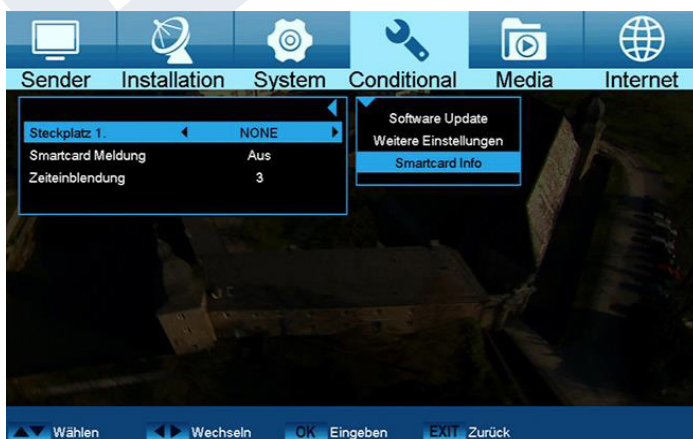 Sender Installation System Conditional Media Internet
Steckplatz 1. NONE
Smartcard Meldung Aus
Zeiteinblendung 3
Software Update
Weitere Einstellungen
Smartcard Info
Wählen Wechseln OK Eingeben EXIT Zurück